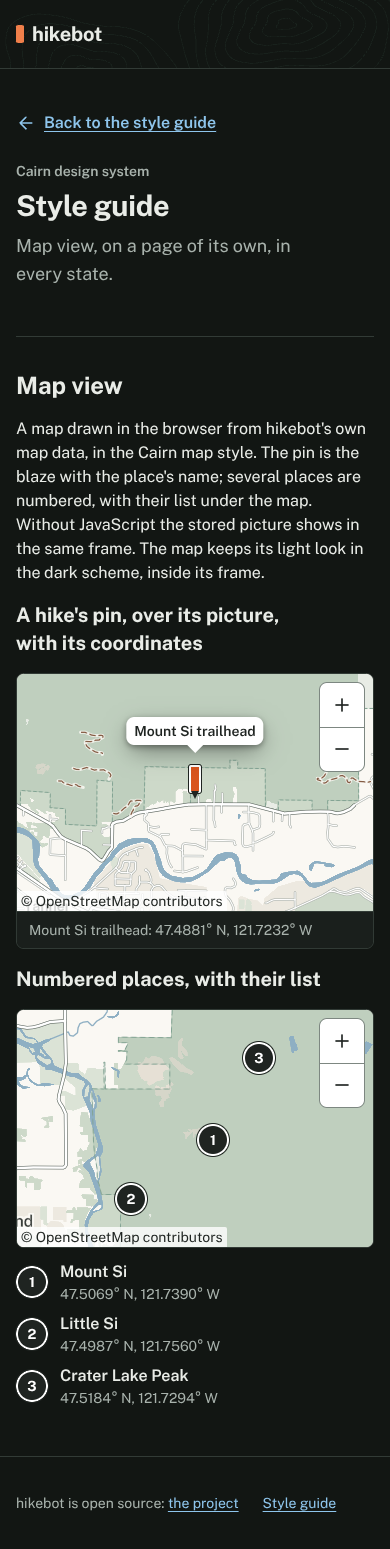 hikebot
Back to the style guide
Cairn design system
Style guide
Map view, on a page of its own, in
every state.
Map view
A map drawn in the browser from hikebot's own
map data, in the Cairn map style. The pin is the
blaze with the place's name; several places are
numbered, with their list under the map.
Without JavaScript the stored picture shows in
the same frame. The map keeps its light look in
the dark scheme, inside its frame.
A hike's pin, over its picture,
with its coordinates
+
Mount Si trailhead
−
© OpenStreetMap contributors
Mount Si trailhead: 47.4881° N, 121.7232° W
Numbered places, with their list
+
3
−
1
2
nd
© OpenStreetMap contributors
1 Mount Si
47.5069° N, 121.7390° W
2 Little Si
47.4987° N, 121.7560° W
3 Crater Lake Peak
47.5184° N, 121.7294° W
hikebot is open source: the project Style guide